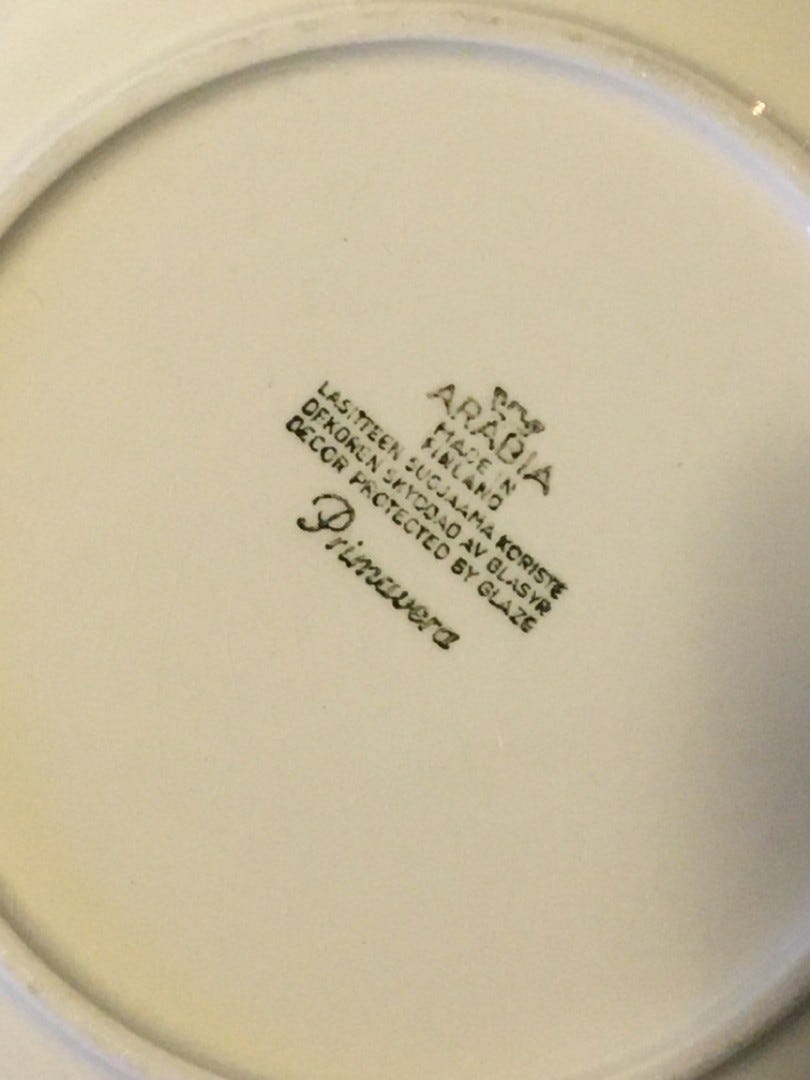 ARABIA
MADE IN
FINLAND
LASITTEEN SUOJAAMA KORISTE
DEKOREN SKYDDAD AV GLASYR
DECOR PROTECTED BY GLAZE
Primavera